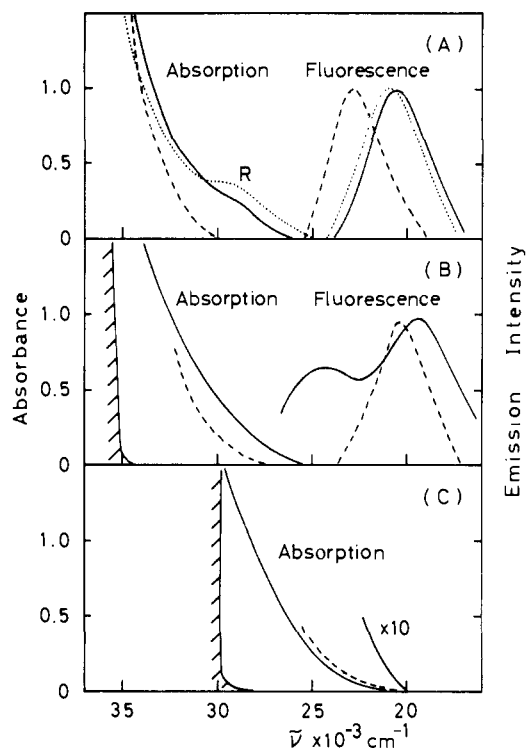 (A)
Absorption Fluorescence
1.0
R
0.5
0
(B)
Absorption Fluorescence
1.0
0.5
0
(C)
Absorption
1.0
0.5
x10
0
35 30 25 20
ν̃ x10⁻³ cm⁻¹
Absorbance
Emission Intensity